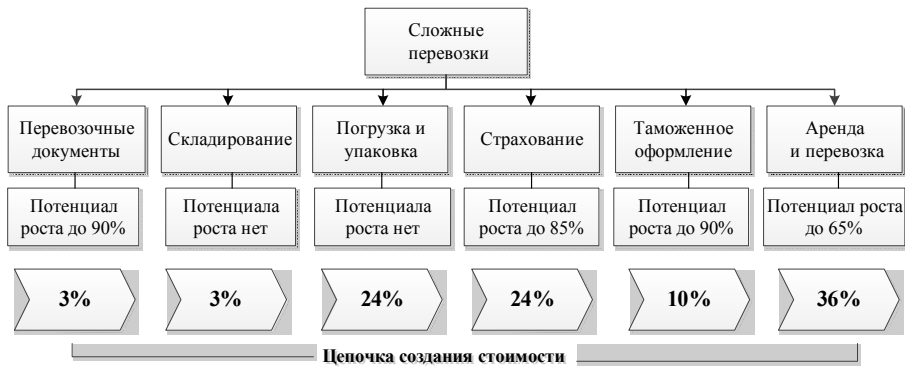 Сложные
перевозки
Перевозочные
документы
Складирование
Погрузка и
упаковка
Страхование
Таможенное
оформление
Аренда
и перевозка
Потенциал
роста до 90%
Потенциала
роста нет
Потенциала
роста нет
Потенциал
роста до 85%
Потенциал
роста до 90%
Потенциал роста
до 65%
3%
3%
24%
24%
10%
36%
Цепочка создания стоимости